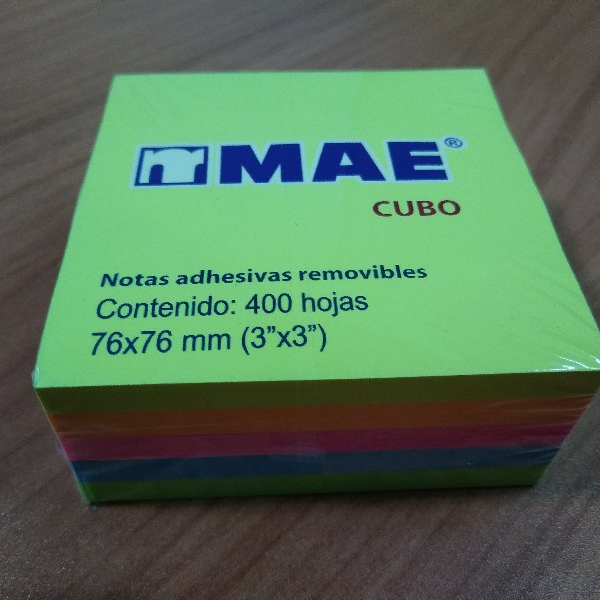 MAE®
CUBO
Notas adhesivas removibles
Contenido: 400 hojas
76x76 mm (3”x3”)